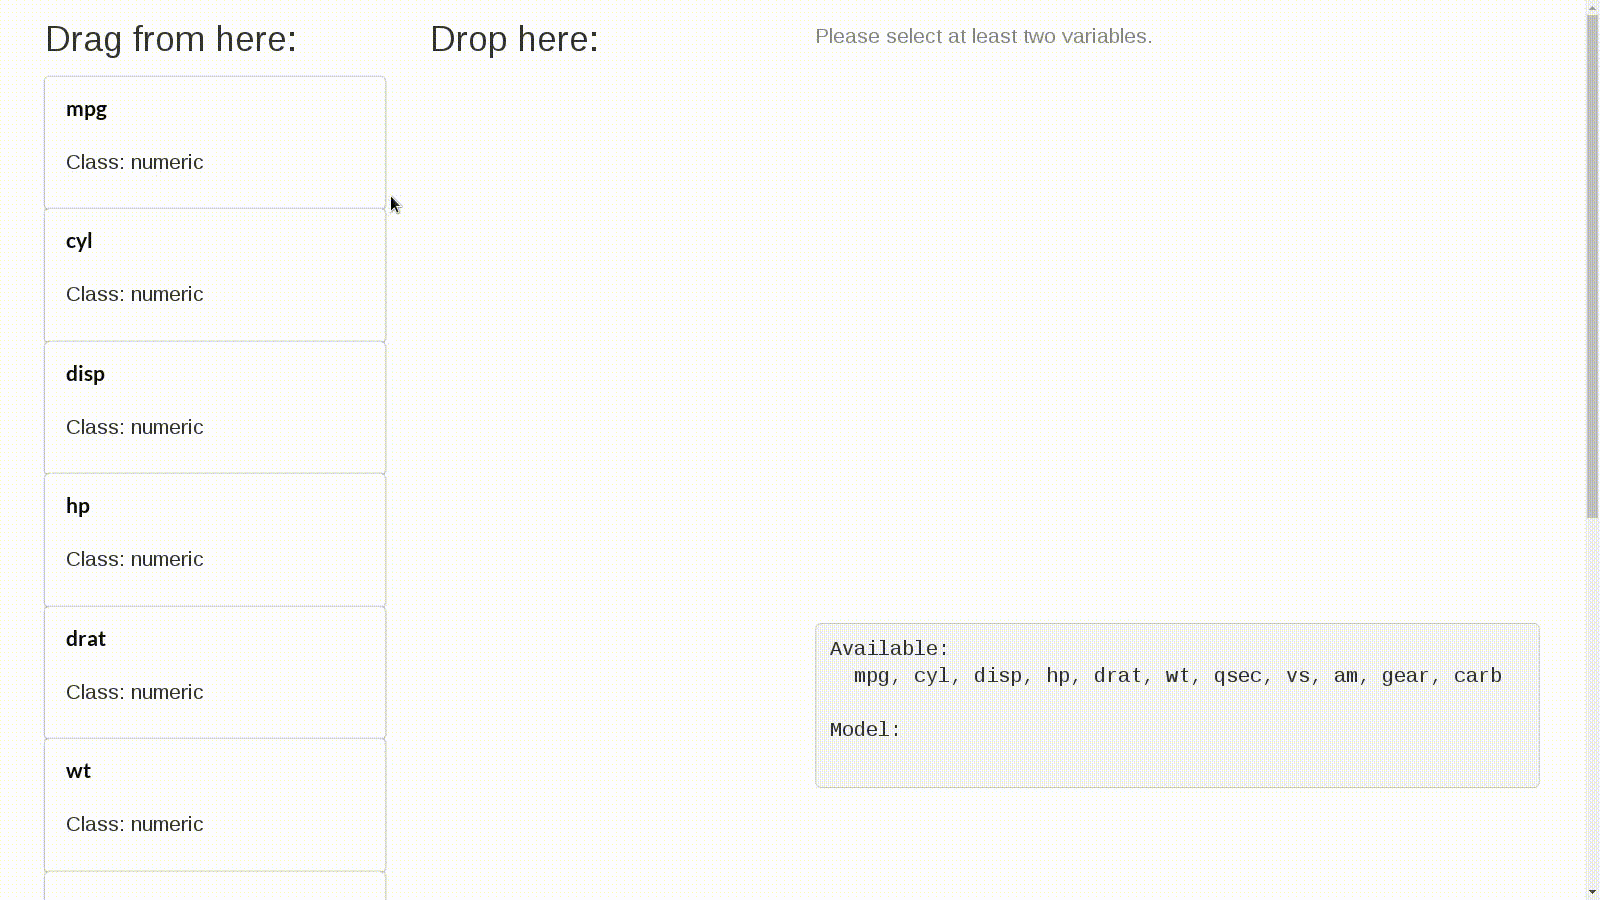 Drag from here:
mpg
Class: numeric
cyl
Class: numeric
disp
Class: numeric
hp
Class: numeric
drat
Class: numeric
wt
Class: numeric
Drop here:
Please select at least two variables.
Available:
mpg, cyl, disp, hp, drat, wt, qsec, vs, am, gear, carb
Model: